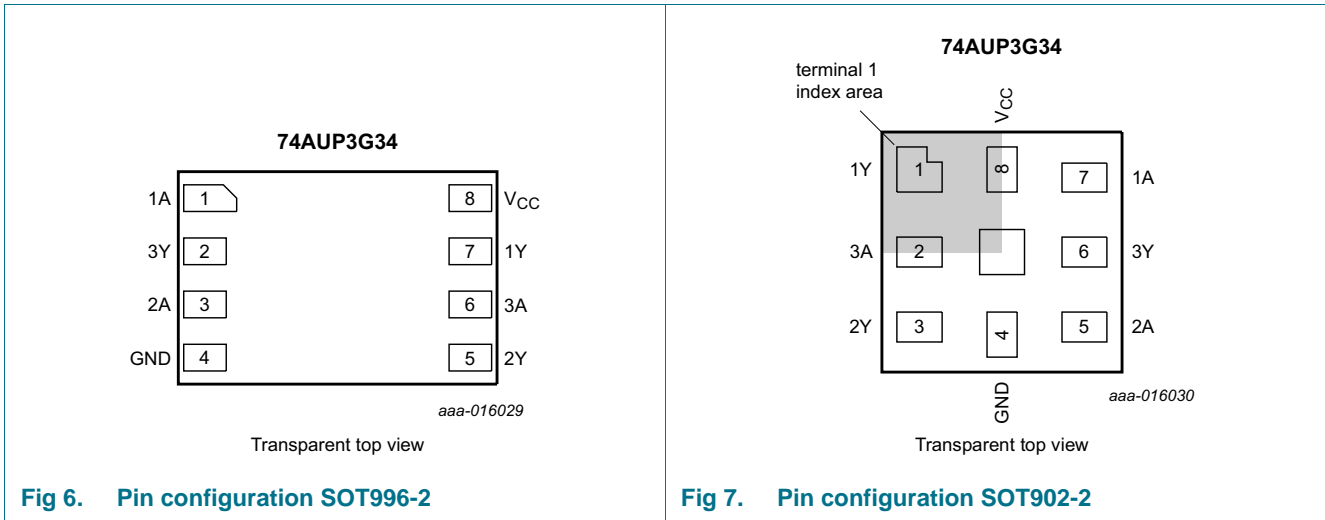 74AUP3G34
1A 1 8 VCC
3Y 2 7 1Y
2A 3 6 3A
GND 4 5 2Y
aaa-016029
Transparent top view
Fig 6. Pin configuration SOT996-2
74AUP3G34
terminal 1
index area
VCC
1Y 1 8 7 1A
3A 2 6 3Y
2Y 3 4 5 2A
GND
aaa-016030
Transparent top view
Fig 7. Pin configuration SOT902-2